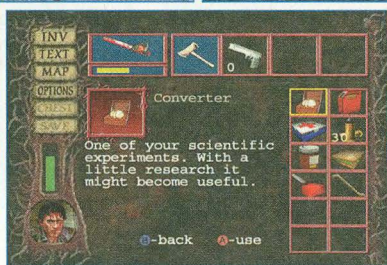 INV
TEXT
MAP
OPTIONS
CHEST
SAVE
0
Converter
30
One of your scientific
experiments. With a
little research it
might become useful.
B-back A-use